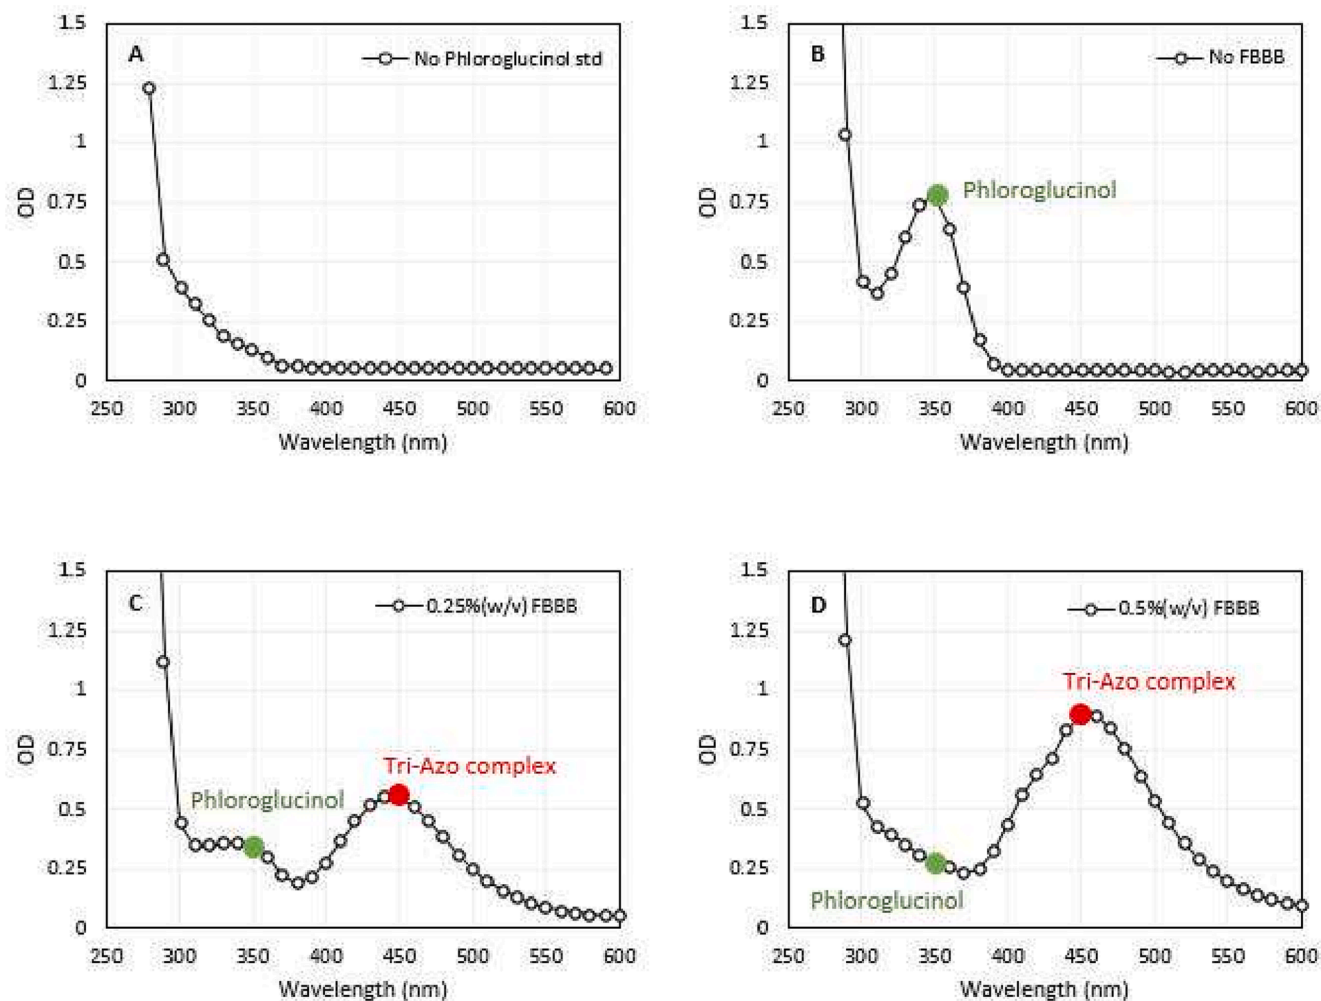 A
No Phloroglucinol std
1.5
1.25
1
0.75
0.5
0.25
0
OD
250 300 350 400 450 500 550 600
Wavelength (nm)
B
No FBBB
Phloroglucinol
1.5
1.25
1
0.75
0.5
0.25
0
OD
250 300 350 400 450 500 550 600
Wavelength (nm)
C
0.25%(w/v) FBBB
Tri-Azo complex
Phloroglucinol
1.5
1.25
1
0.75
0.5
0.25
0
OD
250 300 350 400 450 500 550 600
Wavelength (nm)
D
0.5%(w/v) FBBB
Tri-Azo complex
Phloroglucinol
1.5
1.25
1
0.75
0.5
0.25
0
OD
250 300 350 400 450 500 550 600
Wavelength (nm)